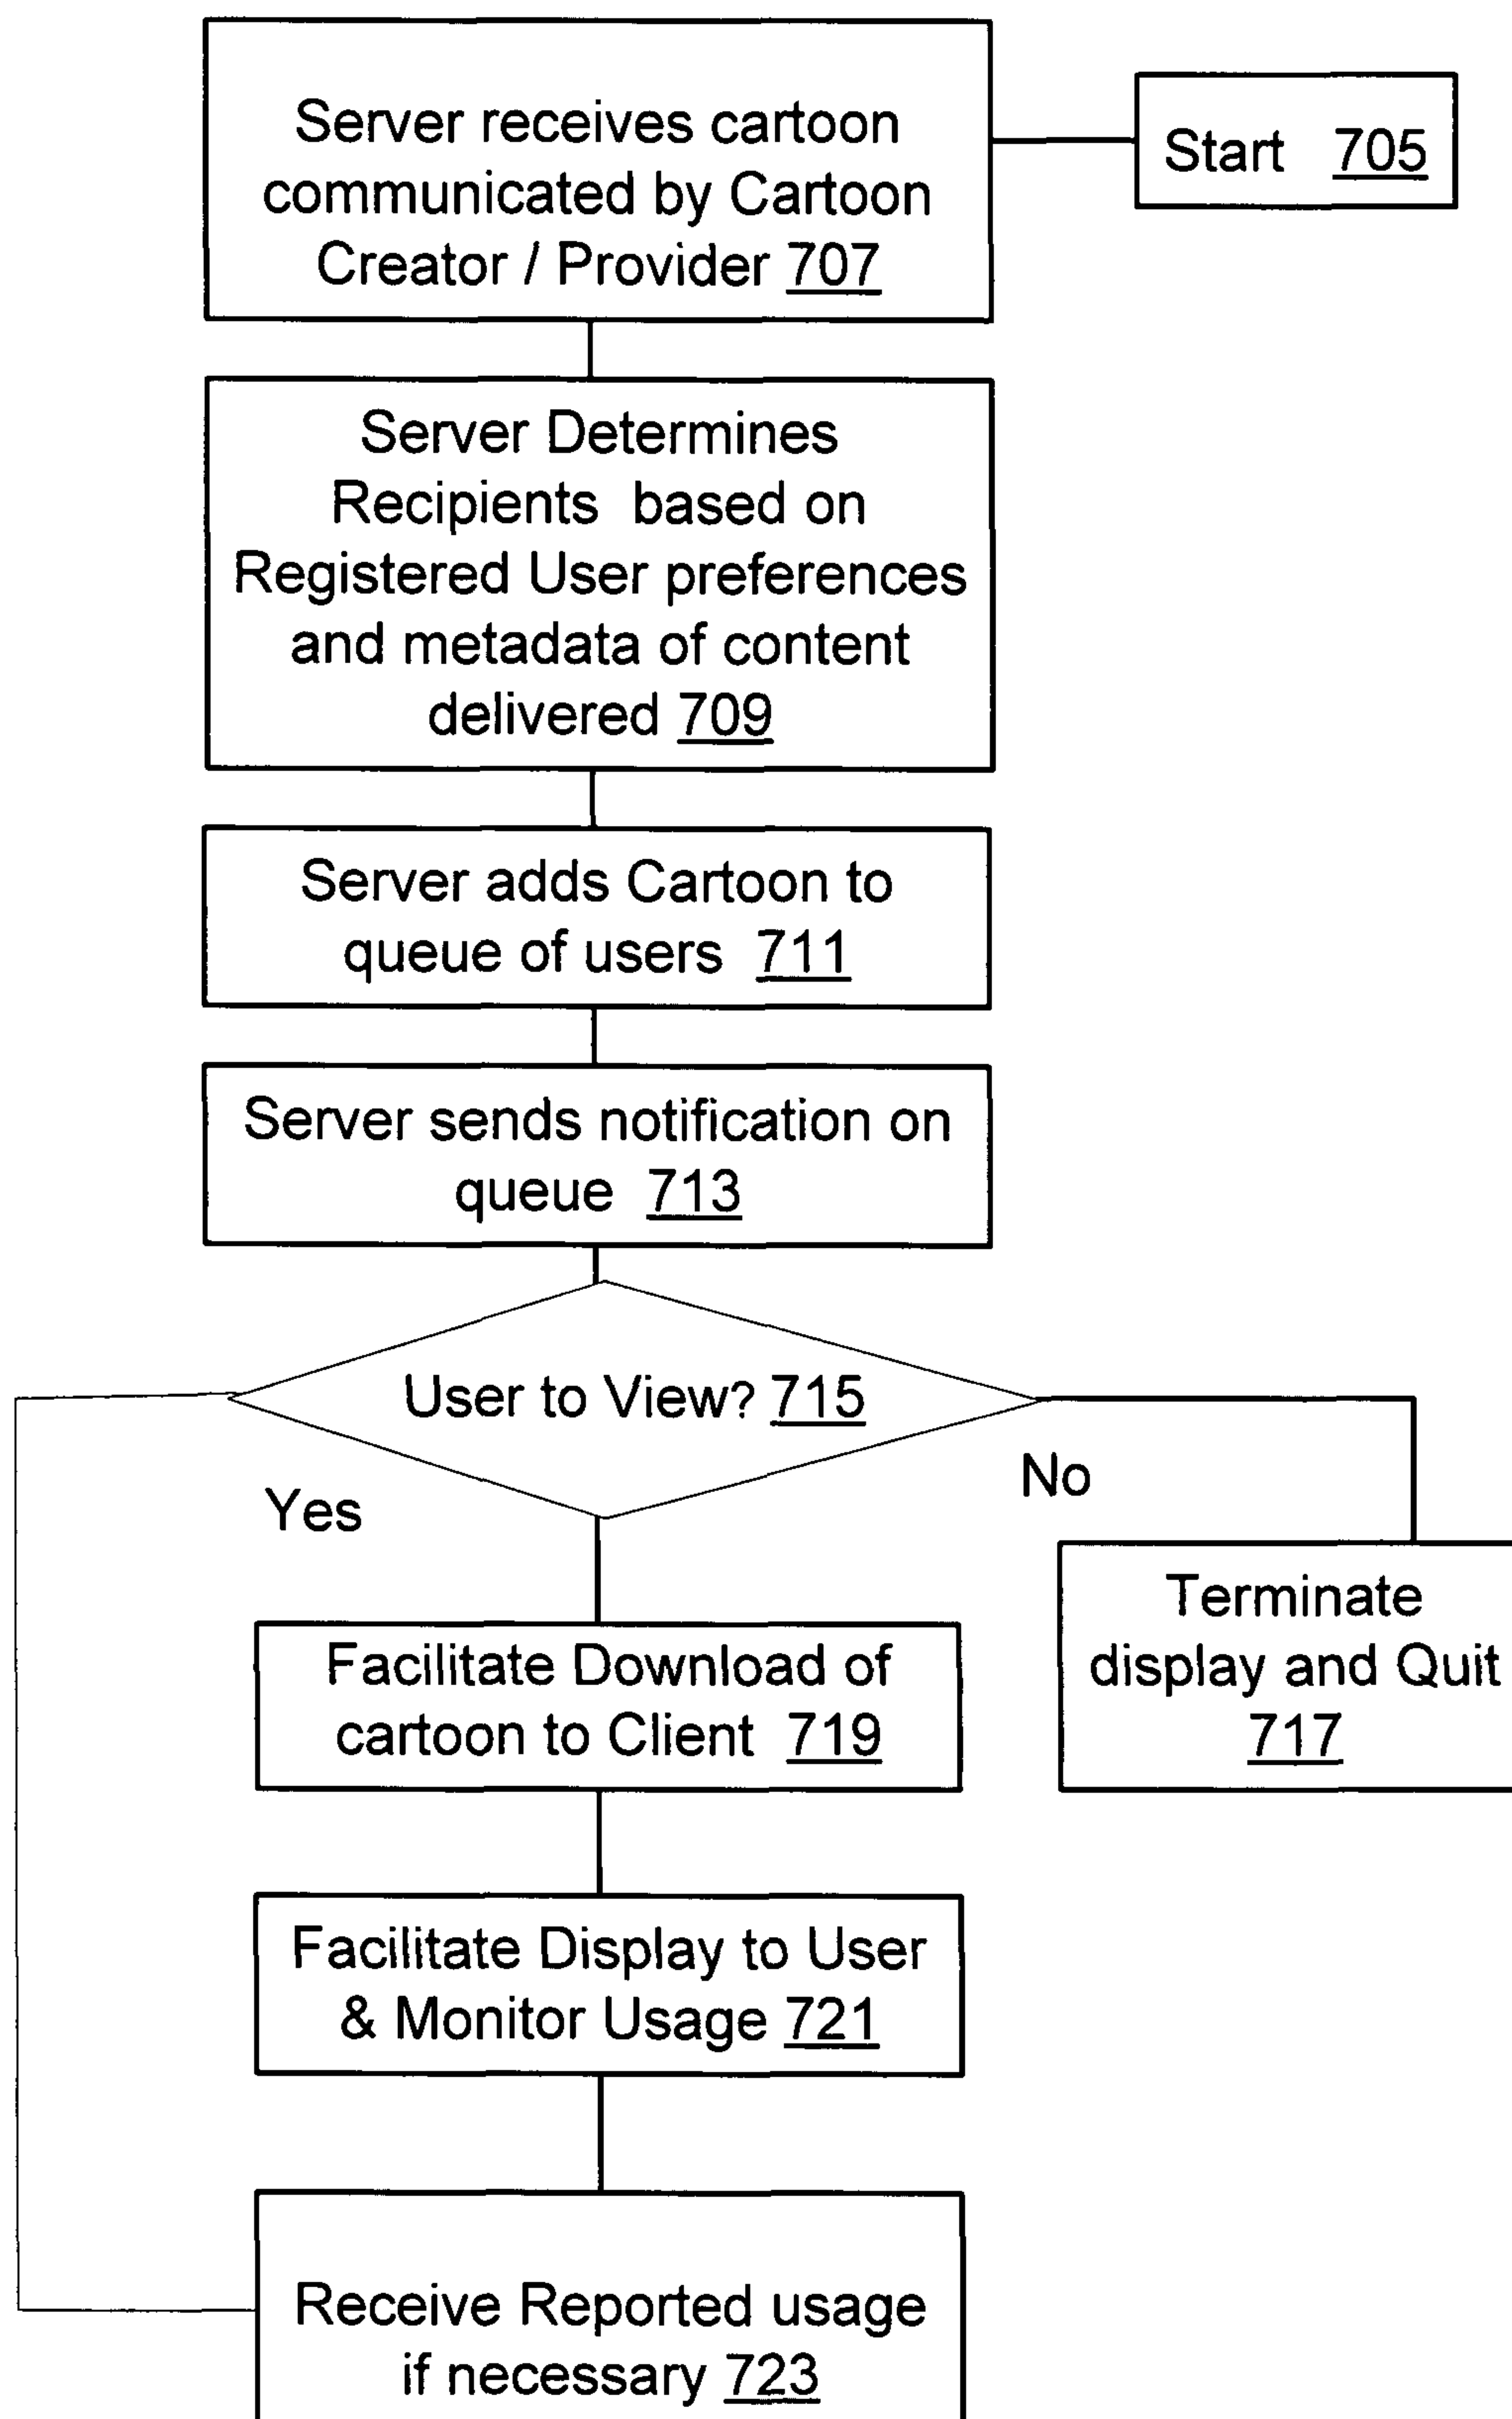 Start 705
Server receives cartoon
communicated by Cartoon
Creator / Provider 707
Server Determines
Recipients based on
Registered User preferences
and metadata of content
delivered 709
Server adds Cartoon to
queue of users 711
Server sends notification on
queue 713
User to View? 715
Yes
No
Terminate
display and Quit
717
Facilitate Download of
cartoon to Client 719
Facilitate Display to User
& Monitor Usage 721
Receive Reported usage
if necessary 723